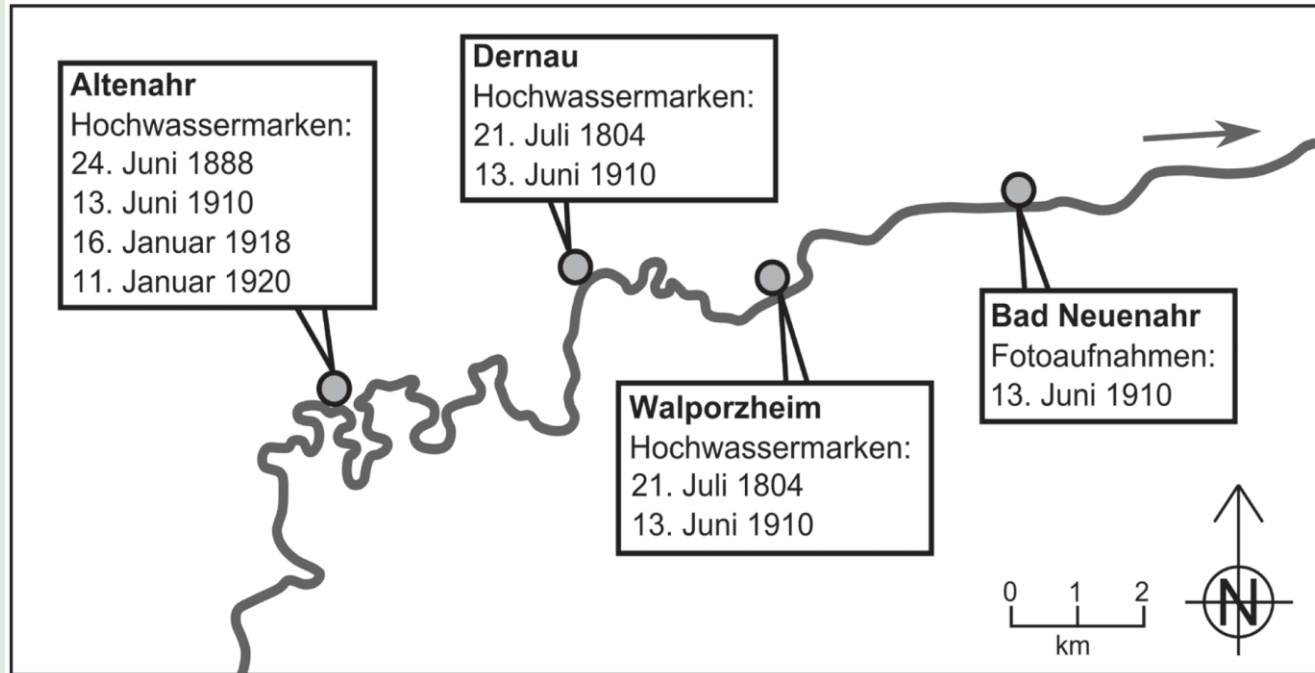 Altenahr
Hochwassermarken:
24. Juni 1888
13. Juni 1910
16. Januar 1918
11. Januar 1920
Dernau
Hochwassermarken:
21. Juli 1804
13. Juni 1910
Walporzheim
Hochwassermarken:
21. Juli 1804
13. Juni 1910
Bad Neuenahr
Fotoaufnahmen:
13. Juni 1910
0 1 2
km
N